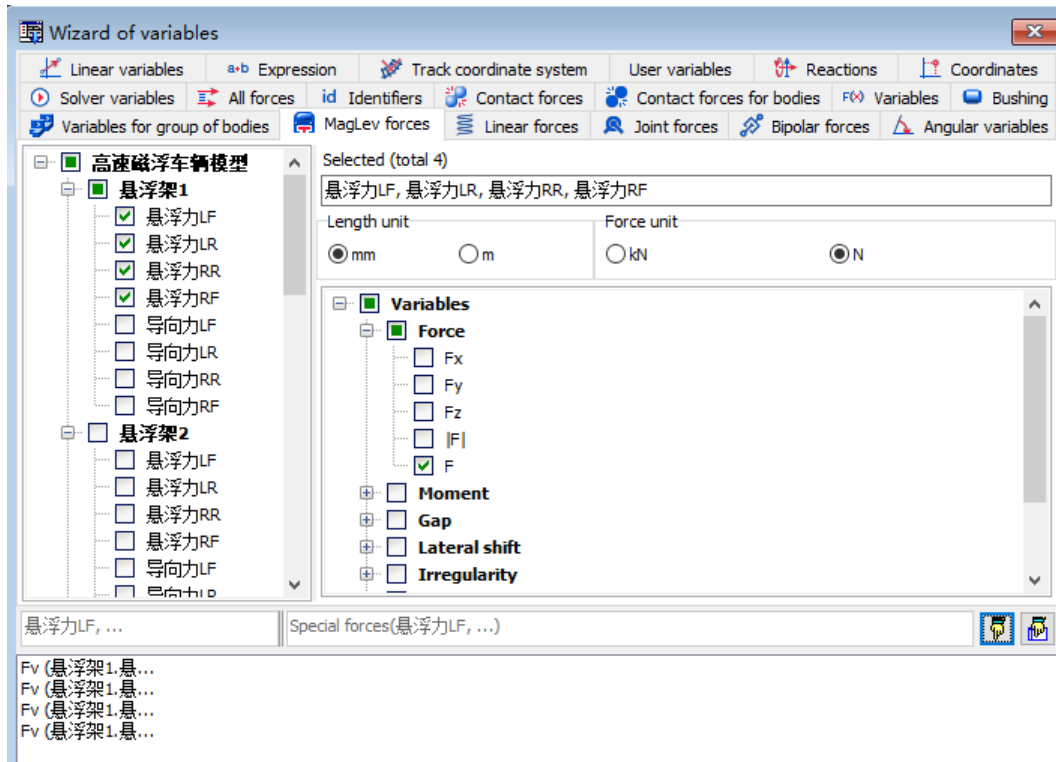 Wizard of variables
Linear variables a+b Expression Track coordinate system User variables Reactions Coordinates
Solver variables All forces id Identifiers Contact forces Contact forces for bodies F(x) Variables Bushing
Variables for group of bodies MagLev forces Linear forces Joint forces Bipolar forces Angular variables
高速磁浮车辆模型
悬浮架1
悬浮力LF
悬浮力LR
悬浮力RR
悬浮力RF
导向力LF
导向力LR
导向力RR
导向力RF
悬浮架2
悬浮力LF
悬浮力LR
悬浮力RR
悬浮力RF
导向力LF
导向力LR
Selected (total 4)
悬浮力LF, 悬浮力LR, 悬浮力RR, 悬浮力RF
Length unit Force unit
mm m kN N
Variables
Force
Fx
Fy
Fz
|F|
F
Moment
Gap
Lateral shift
Irregularity
悬浮力LF, ... Special forces(悬浮力LF, ...)
Fv (悬浮架1.悬...
Fv (悬浮架1.悬...
Fv (悬浮架1.悬...
Fv (悬浮架1.悬...